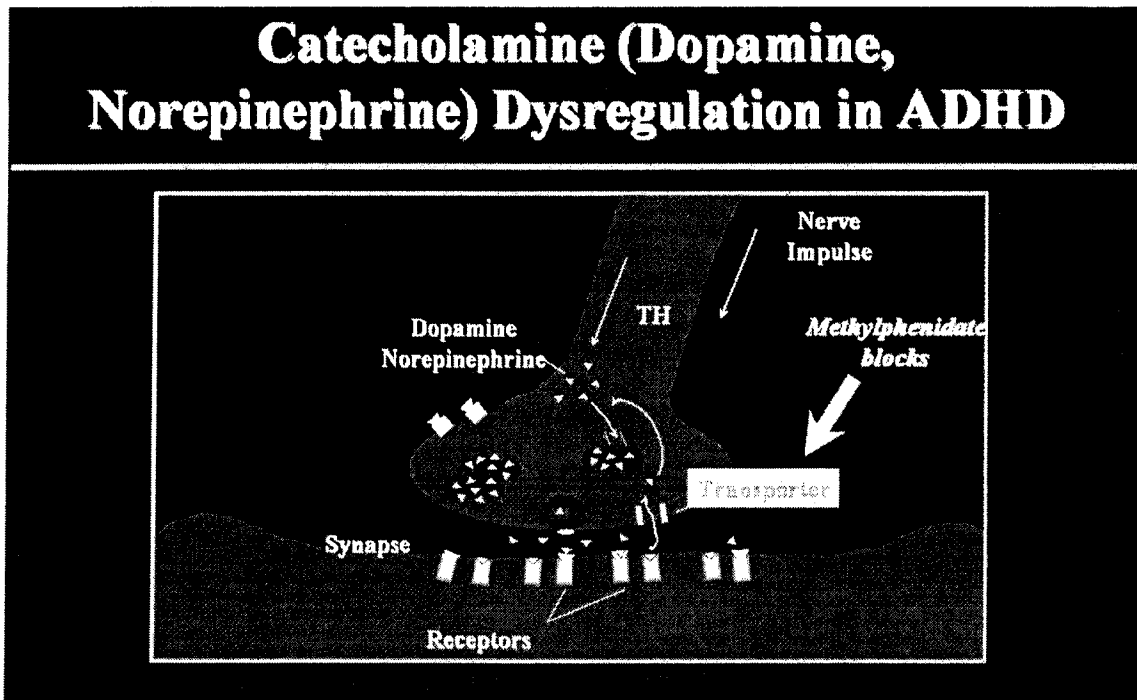 Catecholamine (Dopamine,
Norepinephrine) Dysregulation in ADHD
Nerve
Impulse
TH
Dopamine
Norepinephrine
Methylphenidate
blocks
Transporter
Synapse
Receptors